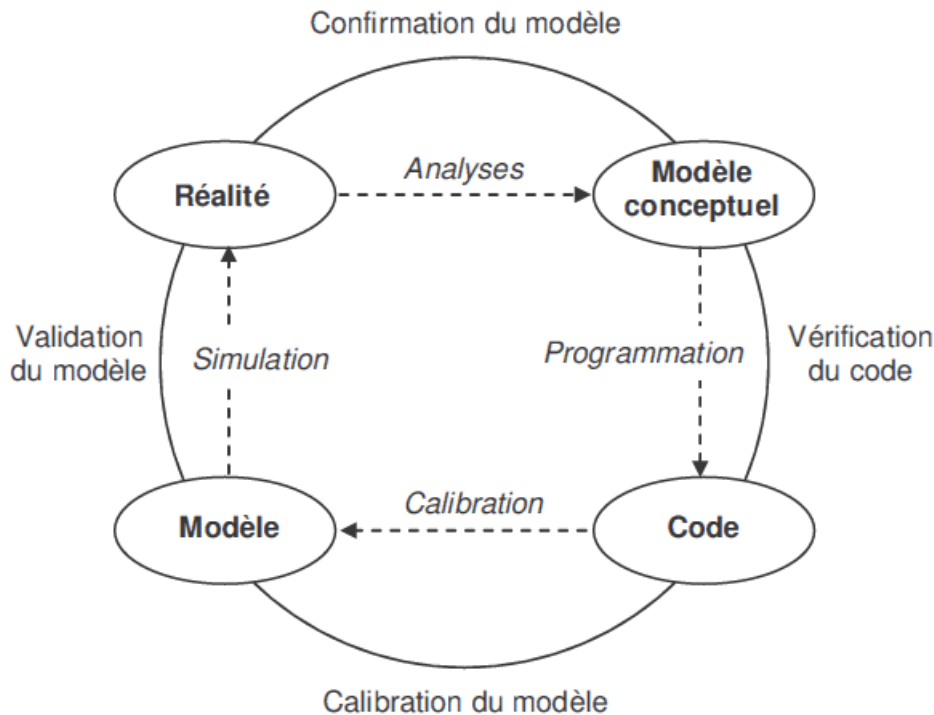 Confirmation du modèle
Réalité
Analyses
Modèle
conceptuel
Validation
du modèle
Simulation
Programmation
Vérification
du code
Modèle
Calibration
Code
Calibration du modèle